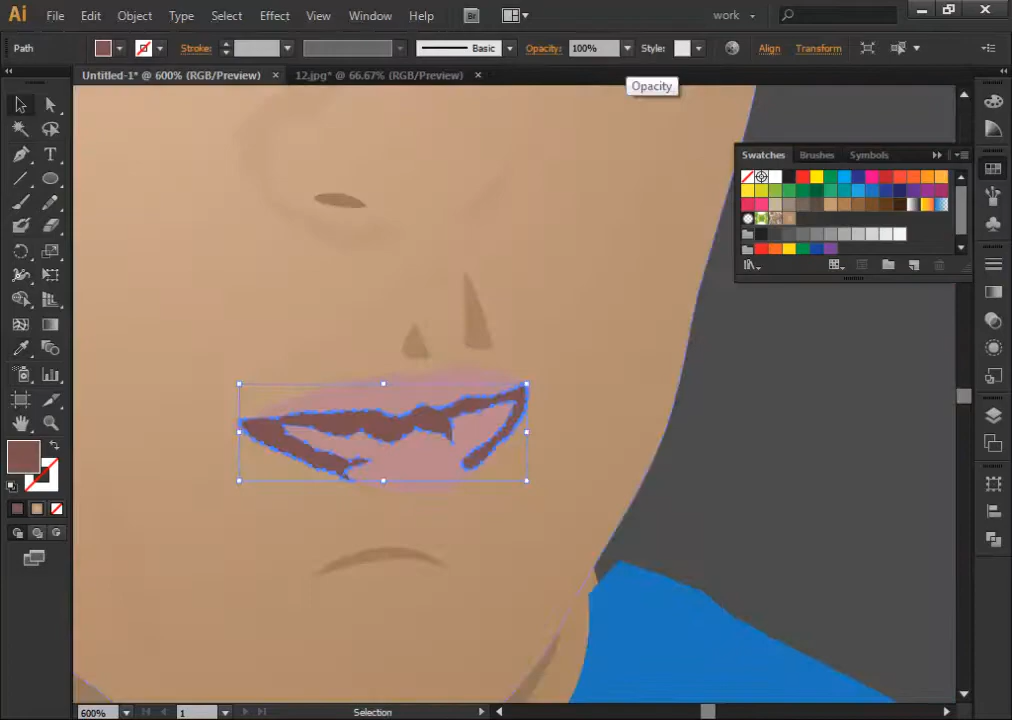 Ai File Edit Object Type Select Effect View Window Help Br work
Path Stroke: Basic Opacity: 100% Style: Align Transform
Untitled-1* @ 600% (RGB/Preview) × 12.jpg* @ 66.67% (RGB/Preview) ×
Opacity
Swatches Brushes Symbols
T
600% 1 Selection